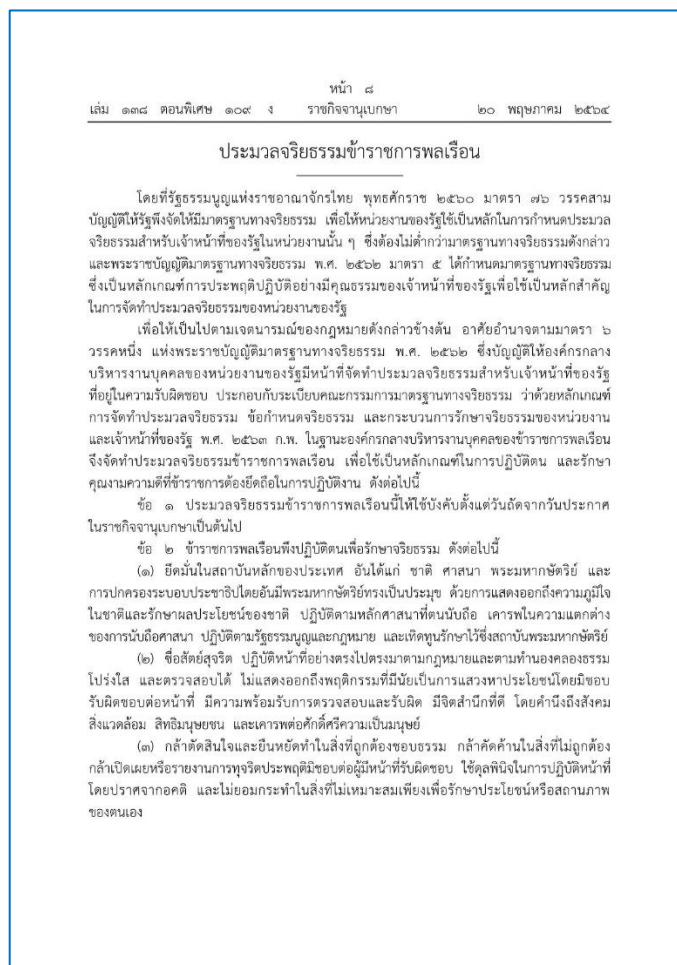 หน้า ๘
เล่ม ๑๓๘ ตอนพิเศษ ๑๐๙ ง ราชกิจจานุเบกษา ๒๐ พฤษภาคม ๒๕๖๔
ประมวลจริยธรรมข้าราชการพลเรือน
โดยที่รัฐธรรมนูญแห่งราชอาณาจักรไทย พุทธศักราช ๒๕๖๐ มาตรา ๗๖ วรรคสาม
บัญญัติให้รัฐพึงจัดให้มีมาตรฐานทางจริยธรรม เพื่อให้หน่วยงานของรัฐใช้เป็นหลักในการกำหนดประมวล
จริยธรรมสำหรับเจ้าหน้าที่ของรัฐในหน่วยงานนั้น ๆ ซึ่งต้องไม่ต่ำกว่ามาตรฐานทางจริยธรรมดังกล่าว
และพระราชบัญญัติมาตรฐานทางจริยธรรม พ.ศ. ๒๕๖๒ มาตรา ๕ ได้กำหนดมาตรฐานทางจริยธรรม
ซึ่งเป็นหลักเกณฑ์การประพฤติปฏิบัติอย่างมีคุณธรรมของเจ้าหน้าที่ของรัฐเพื่อใช้เป็นหลักสำคัญ
ในการจัดทำประมวลจริยธรรมของหน่วยงานของรัฐ
เพื่อให้เป็นไปตามเจตนารมณ์ของกฎหมายดังกล่าวข้างต้น อาศัยอำนาจตามมาตรา ๖
วรรคหนึ่ง แห่งพระราชบัญญัติมาตรฐานทางจริยธรรม พ.ศ. ๒๕๖๒ ซึ่งบัญญัติให้องค์กรกลาง
บริหารงานบุคคลของหน่วยงานของรัฐมีหน้าที่จัดทำประมวลจริยธรรมสำหรับเจ้าหน้าที่ของรัฐ
ที่อยู่ในความรับผิดชอบ ประกอบกับระเบียบคณะกรรมการมาตรฐานทางจริยธรรม ว่าด้วยหลักเกณฑ์
การจัดทำประมวลจริยธรรม ข้อกำหนดจริยธรรม และกระบวนการรักษาจริยธรรมของหน่วยงาน
และเจ้าหน้าที่ของรัฐ พ.ศ. ๒๕๖๓ ก.พ. ในฐานะองค์กรกลางบริหารงานบุคคลของข้าราชการพลเรือน
จึงจัดทำประมวลจริยธรรมข้าราชการพลเรือน เพื่อใช้เป็นหลักเกณฑ์ในการปฏิบัติตน และรักษา
คุณงามความดีที่ข้าราชการต้องยึดถือในการปฏิบัติงาน ดังต่อไปนี้
ข้อ ๑ ประมวลจริยธรรมข้าราชการพลเรือนนี้ให้ใช้บังคับตั้งแต่วันถัดจากวันประกาศ
ในราชกิจจานุเบกษาเป็นต้นไป
ข้อ ๒ ข้าราชการพลเรือนพึงปฏิบัติตนเพื่อรักษาจริยธรรม ดังต่อไปนี้
(๑) ยึดมั่นในสถาบันหลักของประเทศ อันได้แก่ ชาติ ศาสนา พระมหากษัตริย์ และ
การปกครองระบอบประชาธิปไตยอันมีพระมหากษัตริย์ทรงเป็นประมุข ด้วยการแสดงออกถึงความภูมิใจ
ในชาติและรักษาผลประโยชน์ของชาติ ปฏิบัติตามหลักศาสนาที่ตนนับถือ เคารพในความแตกต่าง
ของการนับถือศาสนา ปฏิบัติตามรัฐธรรมนูญและกฎหมาย และเทิดทูนรักษาไว้ซึ่งสถาบันพระมหากษัตริย์
(๒) ซื่อสัตย์สุจริต ปฏิบัติหน้าที่อย่างตรงไปตรงมาตามกฎหมายและตามทำนองคลองธรรม
โปร่งใส และตรวจสอบได้ ไม่แสดงออกถึงพฤติกรรมที่มีนัยเป็นการแสวงหาประโยชน์โดยมิชอบ
รับผิดชอบต่อหน้าที่ มีความพร้อมรับการตรวจสอบและรับผิด มีจิตสำนึกที่ดี โดยคำนึงถึงสังคม
สิ่งแวดล้อม สิทธิมนุษยชน และเคารพต่อศักดิ์ศรีความเป็นมนุษย์
(๓) กล้าตัดสินใจและยืนหยัดทำในสิ่งที่ถูกต้องชอบธรรม กล้าคัดค้านในสิ่งที่ไม่ถูกต้อง
กล้าเปิดเผยหรือรายงานการทุจริตประพฤติมิชอบต่อผู้มีหน้าที่รับผิดชอบ ใช้ดุลพินิจในการปฏิบัติหน้าที่
โดยปราศจากอคติ และไม่ยอมกระทำในสิ่งที่ไม่เหมาะสมเพียงเพื่อรักษาประโยชน์หรือสถานภาพ
ของตนเอง